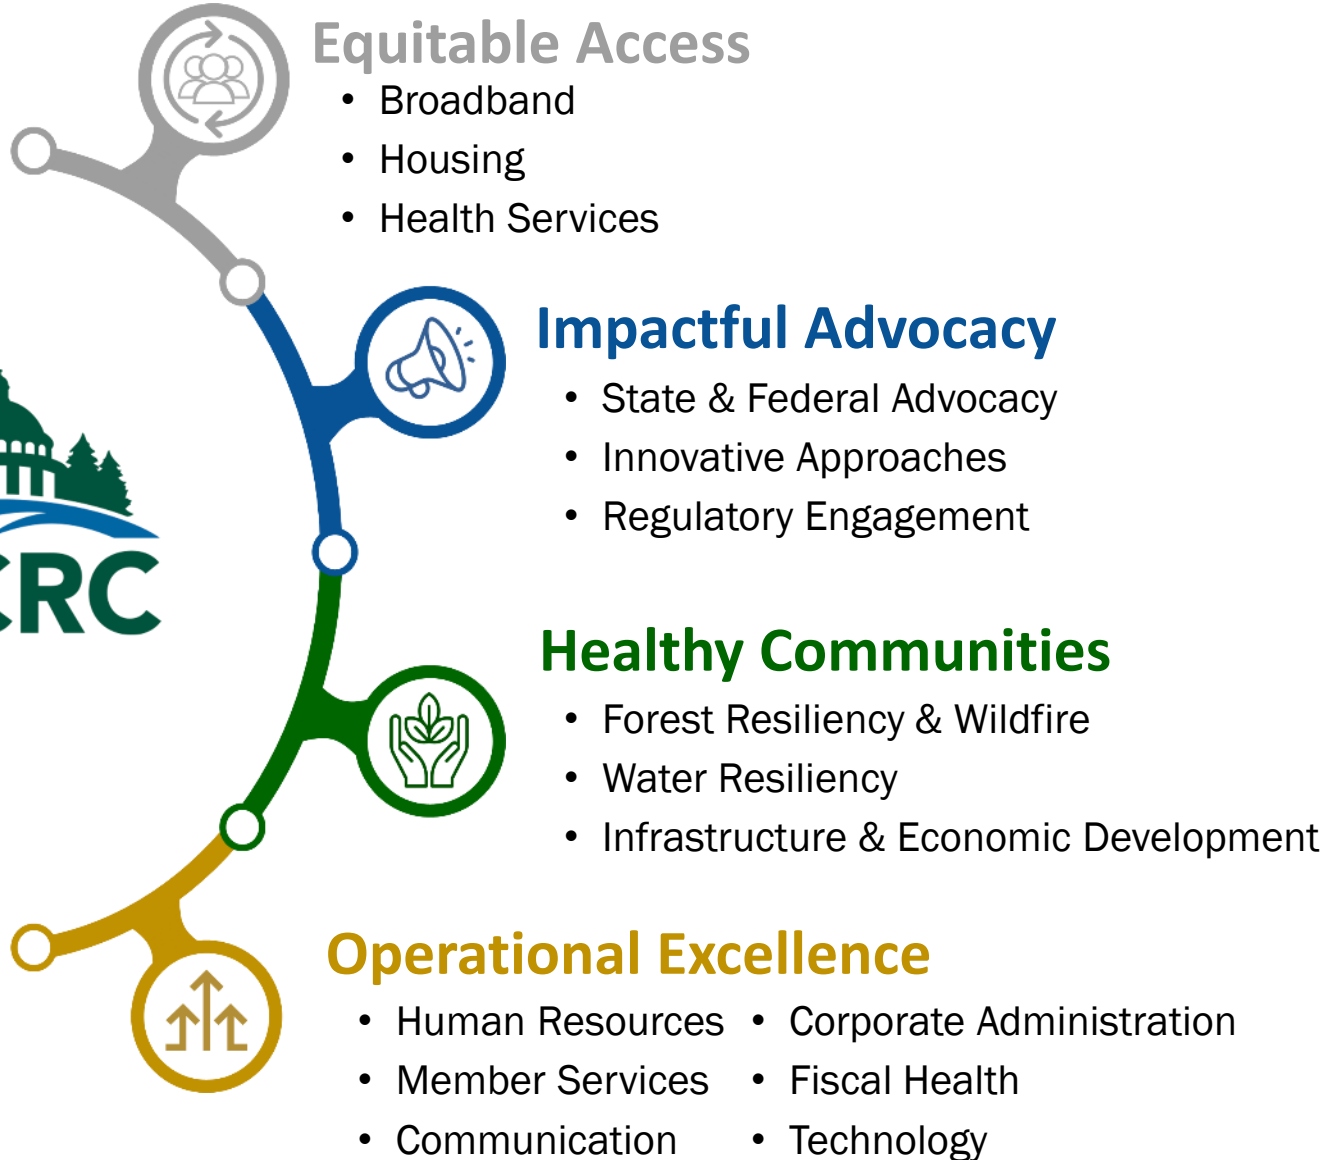 Equitable Access
• Broadband
• Housing
• Health Services
Impactful Advocacy
• State & Federal Advocacy
• Innovative Approaches
• Regulatory Engagement
CRC
Healthy Communities
• Forest Resiliency & Wildfire
• Water Resiliency
• Infrastructure & Economic Development
Operational Excellence
• Human Resources • Corporate Administration
• Member Services • Fiscal Health
• Communication • Technology